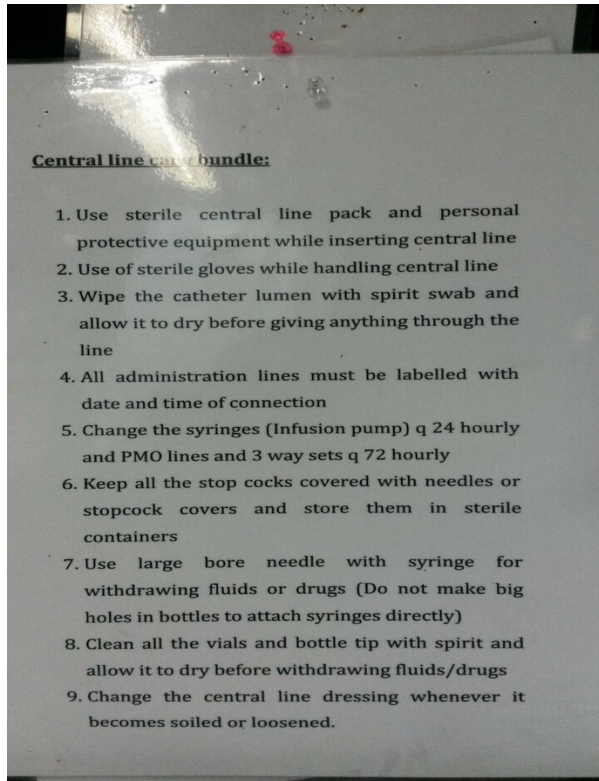 Central line care bundle:
1. Use sterile central line pack and personal
protective equipment while inserting central line
2. Use of sterile gloves while handling central line
3. Wipe the catheter lumen with spirit swab and
allow it to dry before giving anything through the
line
4. All administration lines must be labelled with
date and time of connection
5. Change the syringes (Infusion pump) q 24 hourly
and PMO lines and 3 way sets q 72 hourly
6. Keep all the stop cocks covered with needles or
stopcock covers and store them in sterile
containers
7. Use large bore needle with syringe for
withdrawing fluids or drugs (Do not make big
holes in bottles to attach syringes directly)
8. Clean all the vials and bottle tip with spirit and
allow it to dry before withdrawing fluids/drugs
9. Change the central line dressing whenever it
becomes soiled or loosened.